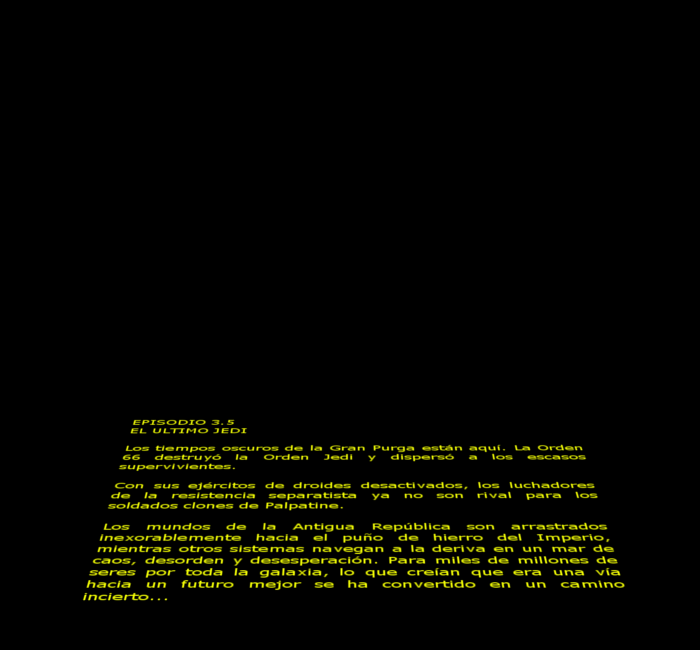 EPISODIO 3.5
EL ULTIMO JEDI
Los tiempos oscuros de la Gran Purga están aquí. La Orden
66 destruyó la Orden Jedi y dispersó a los escasos
supervivientes.
Con sus ejércitos de droides desactivados, los luchadores
de la resistencia separatista ya no son rival para los
soldados clones de Palpatine.
Los mundos de la Antigua República son arrastrados
inexorablemente hacia el puño de hierro del Imperio,
mientras otros sistemas navegan a la deriva en un mar de
caos, desorden y desesperación. Para miles de millones de
seres por toda la galaxia, lo que creían que era una vía
hacia un futuro mejor se ha convertido en un camino
incierto...